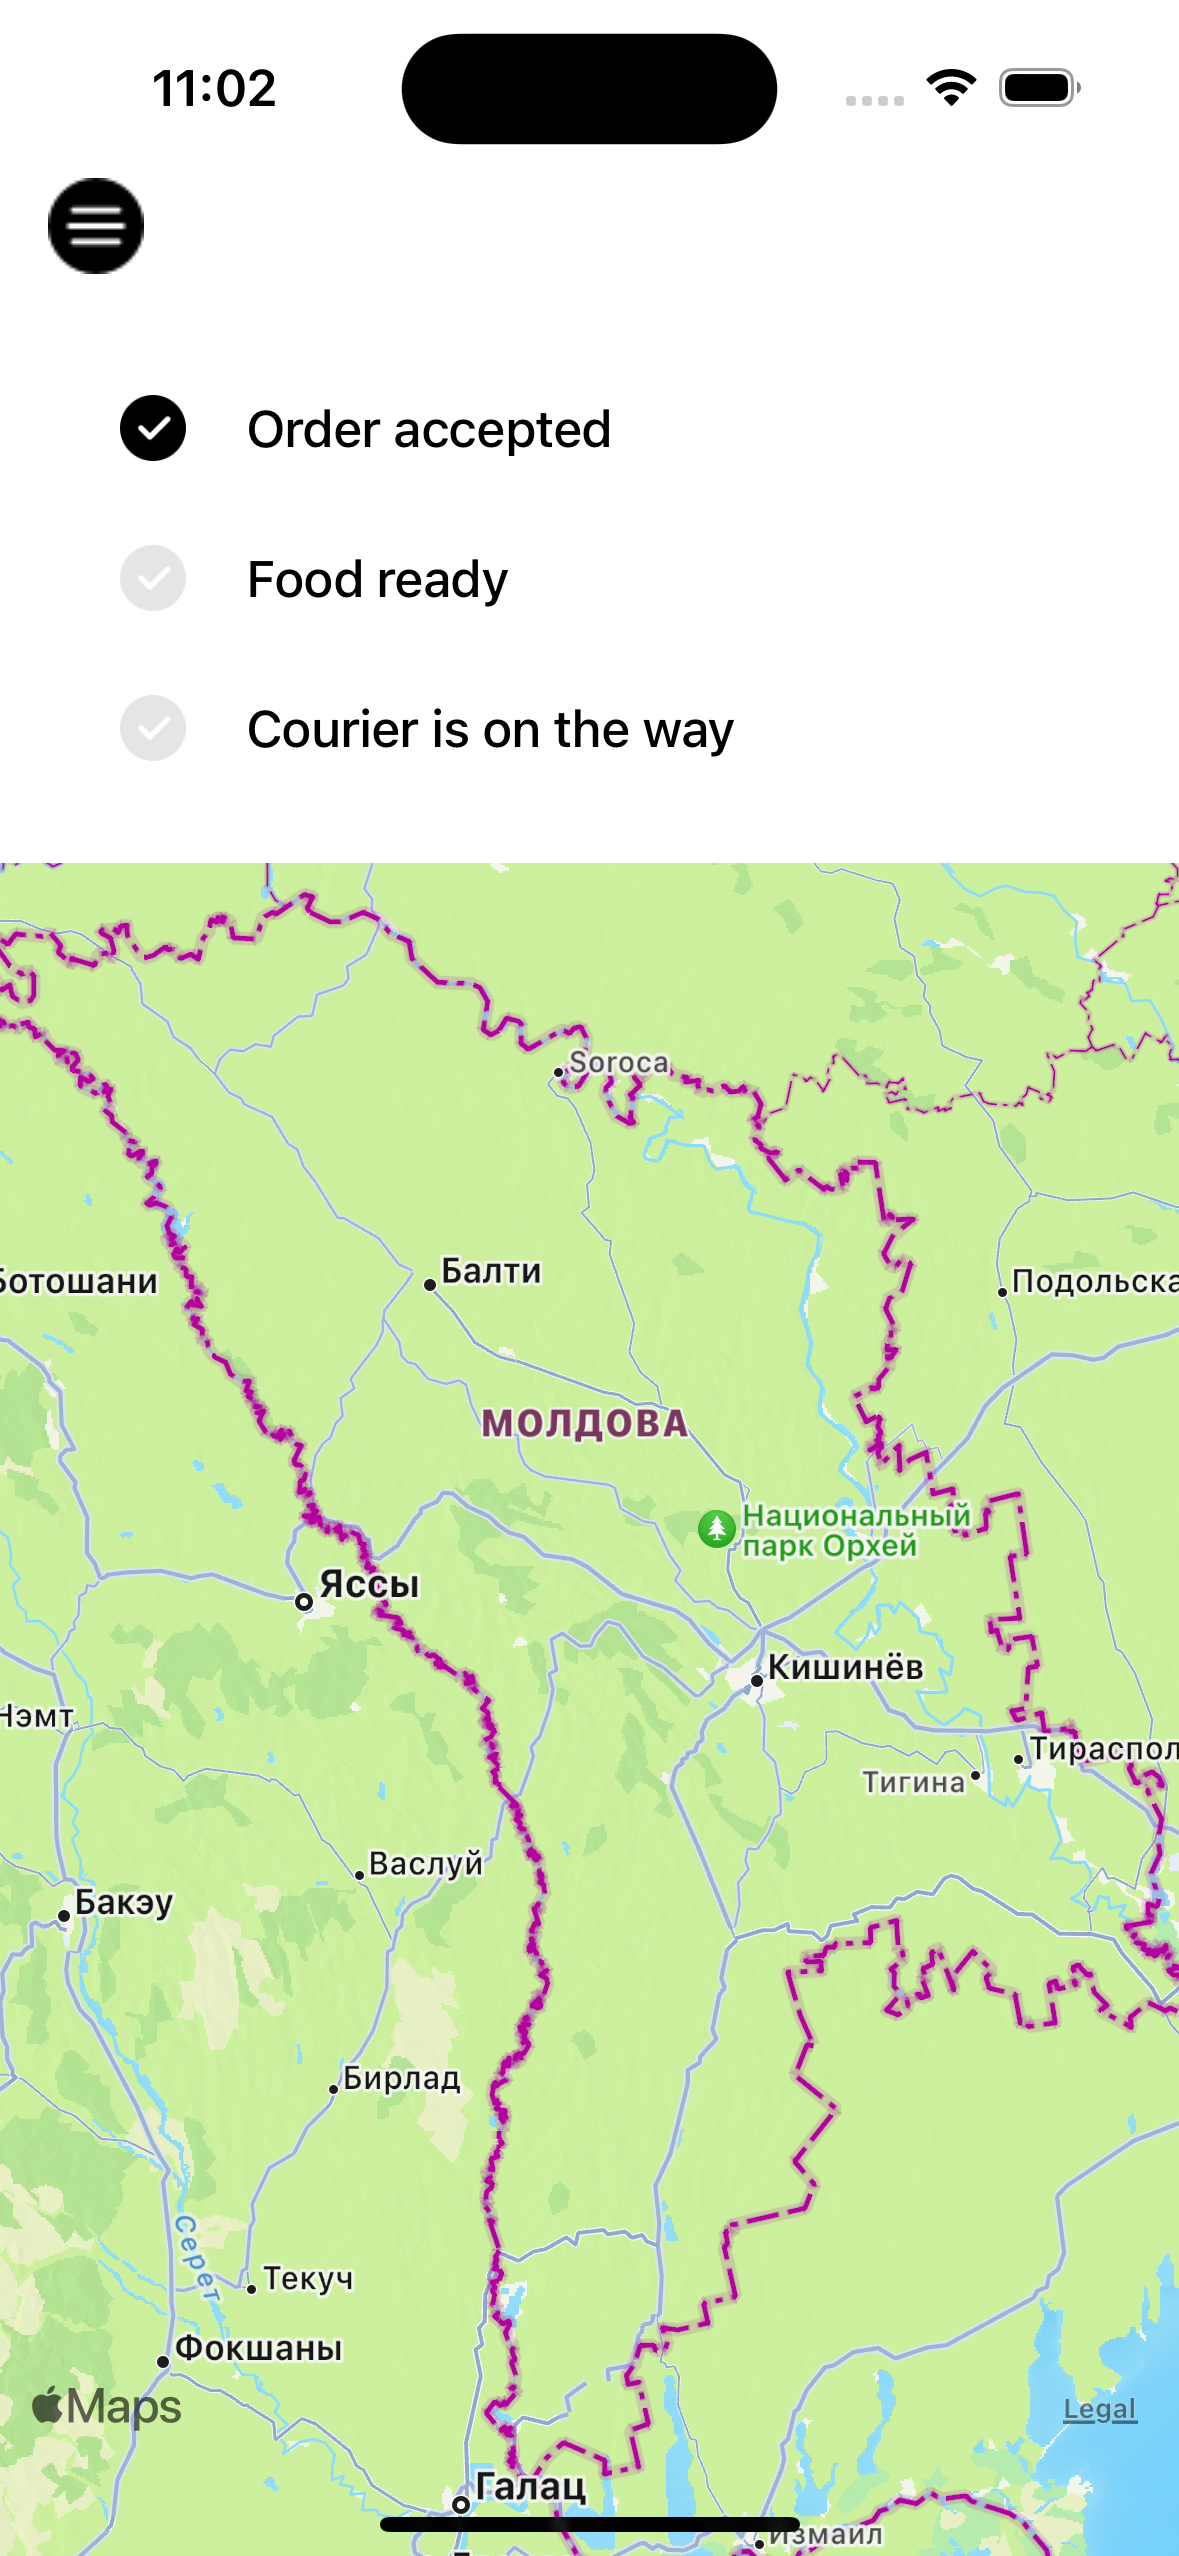 11:02
Order accepted
Food ready
Courier is on the way
Soroca
Балти
Ботошани
Подольска
МОЛДОВА
Национальный
парк Орхей
Яссы
Кишинёв
Нэмт
Тираспол
Тигина
Васлуй
Бакэу
Бирлад
Серет
Текуч
Фокшаны
Maps
Legal
Галац
Измаил